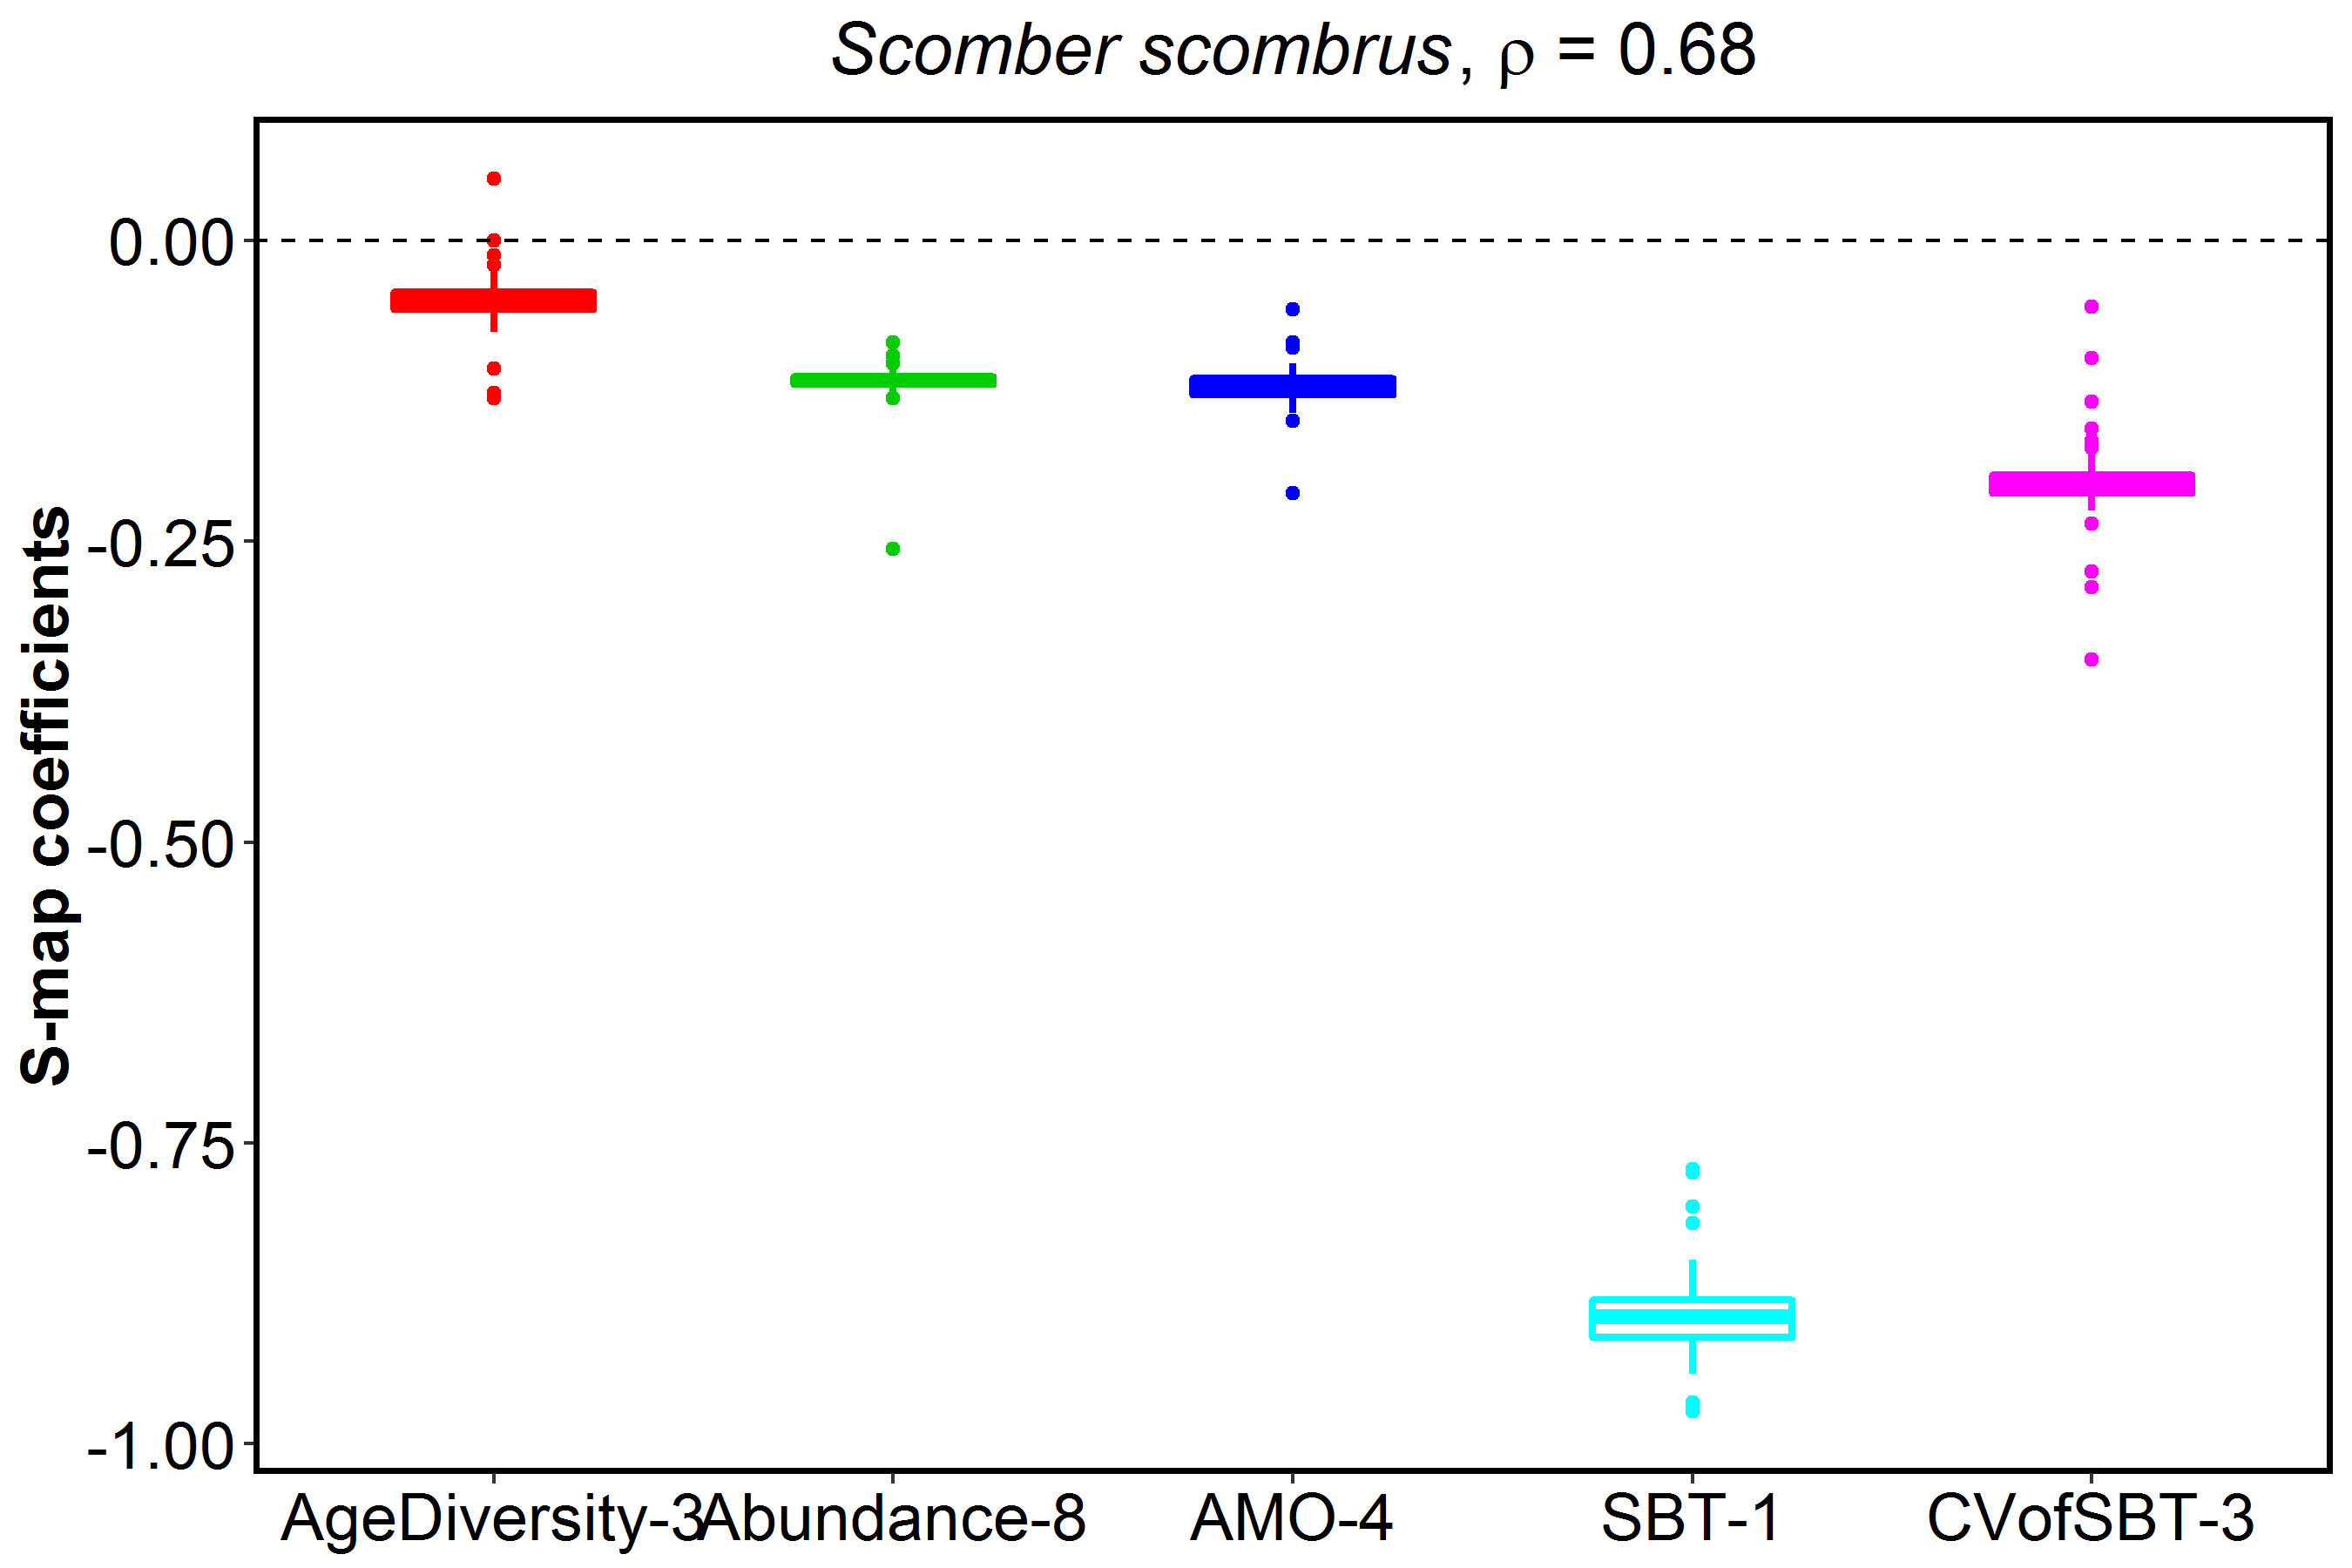 Scomber scombrus, ρ = 0.68
S-map coefficients
0.00
-0.25
-0.50
-0.75
-1.00
AgeDiversity-3 Abundance-8 AMO-4 SBT-1 CVofSBT-3